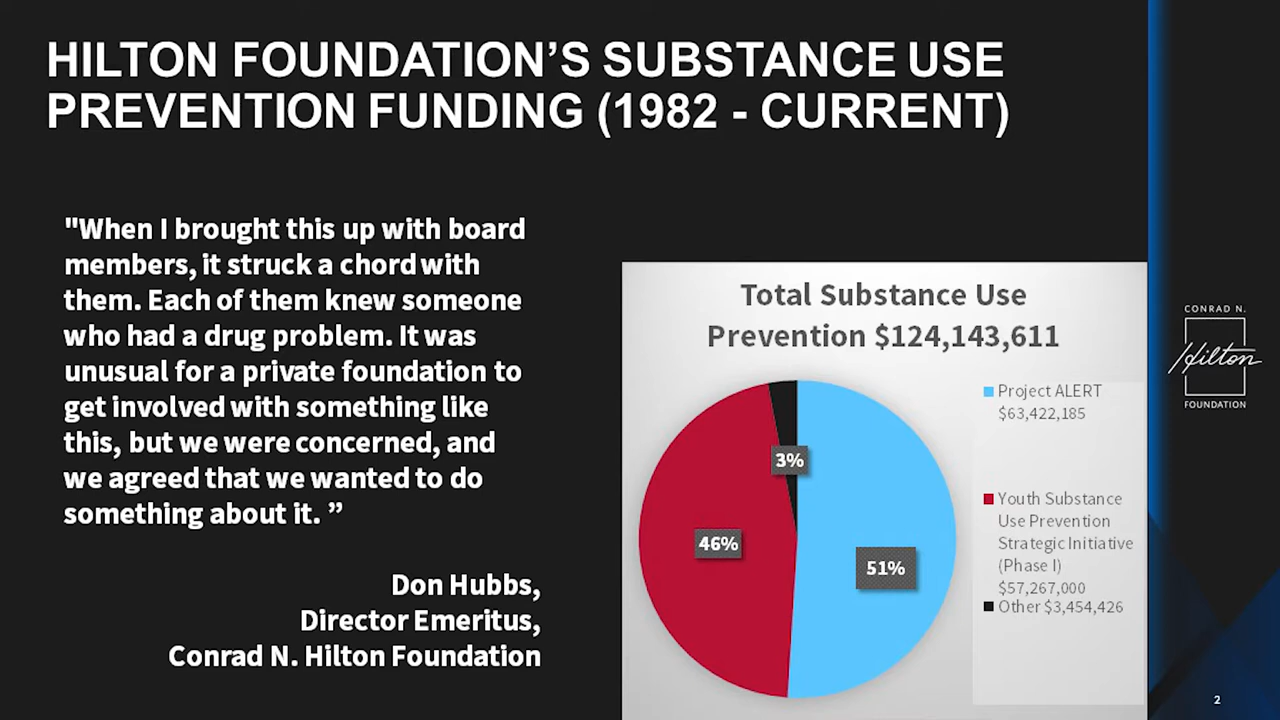 HILTON FOUNDATION’S SUBSTANCE USE
PREVENTION FUNDING (1982 - CURRENT)
"When I brought this up with board
members, it struck a chord with
them. Each of them knew someone
who had a drug problem. It was
unusual for a private foundation to
get involved with something like
this, but we were concerned, and
we agreed that we wanted to do
something about it. ”
Don Hubbs,
Director Emeritus,
Conrad N. Hilton Foundation
Total Substance Use
Prevention $124,143,611
3%
46%
51%
Project ALERT
$63,422,185
Youth Substance
Use Prevention
Strategic Initiative
(Phase I)
$57,267,000
Other $3,454,426
CONRAD N.
Hilton
FOUNDATION
2